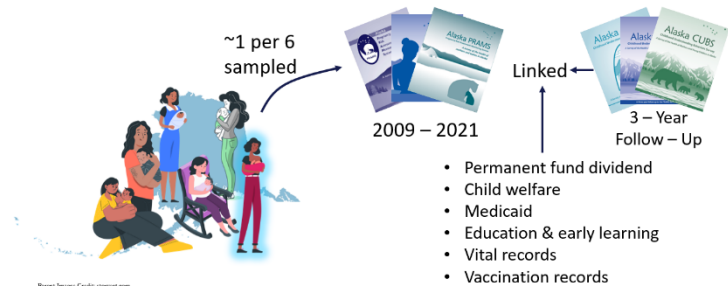 ~1 per 6
sampled
Alaska PRAMS
2009 – 2021
Linked
Alaska CUBS
3 – Year
Follow – Up
• Permanent fund dividend
• Child welfare
• Medicaid
• Education & early learning
• Vital records
• Vaccination records